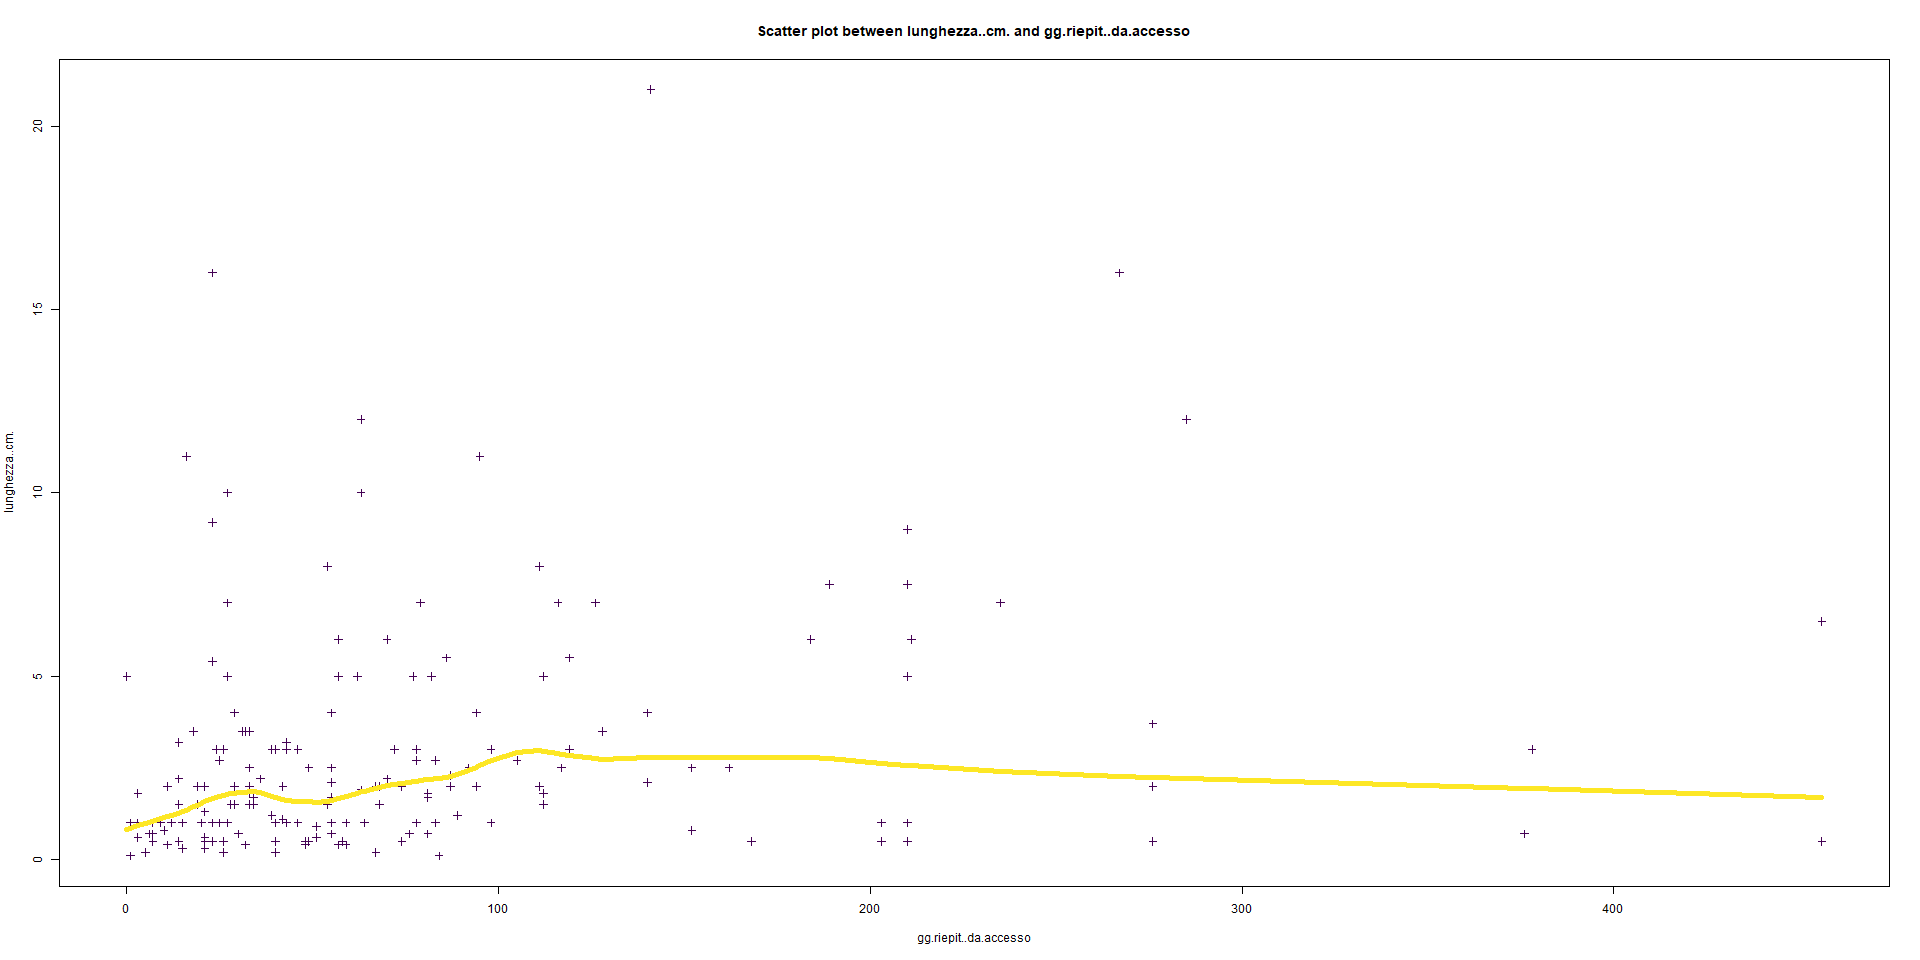 Scatter plot between lunghezza..cm. and gg.riepit..da.accesso
20
15
10
5
0
lunghezza..cm.
0 100 200 300 400
gg.riepit..da.accesso